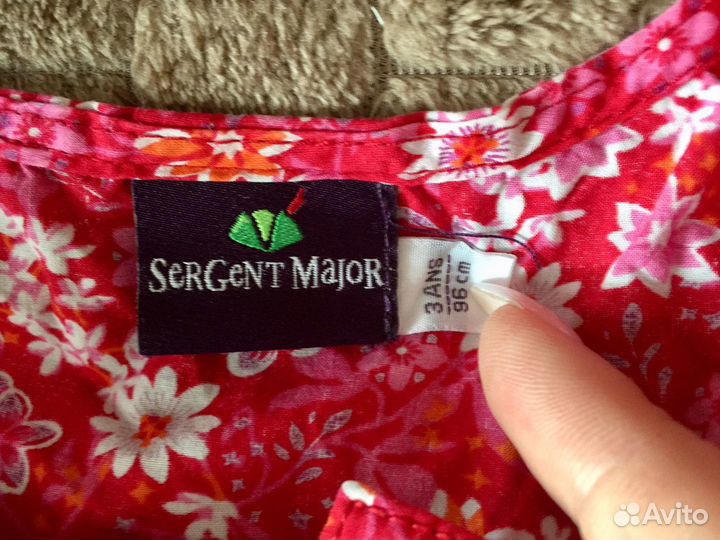 SerGent Major
3 ANS
96 cm
Avito